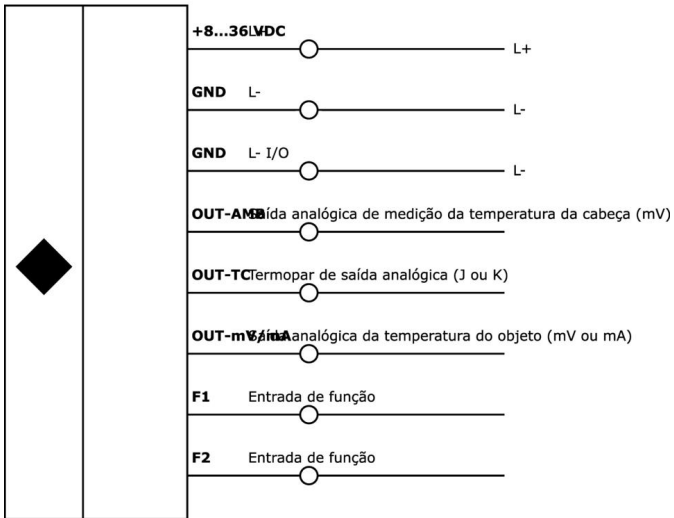 +8...36 VDC L+ L+
GND L- L-
GND L- I/O L-
OUT-AMB Saída analógica de medição da temperatura da cabeça (mV)
OUT-TC Termopar de saída analógica (J ou K)
OUT-mV/mA Saída analógica da temperatura do objeto (mV ou mA)
F1 Entrada de função
F2 Entrada de função